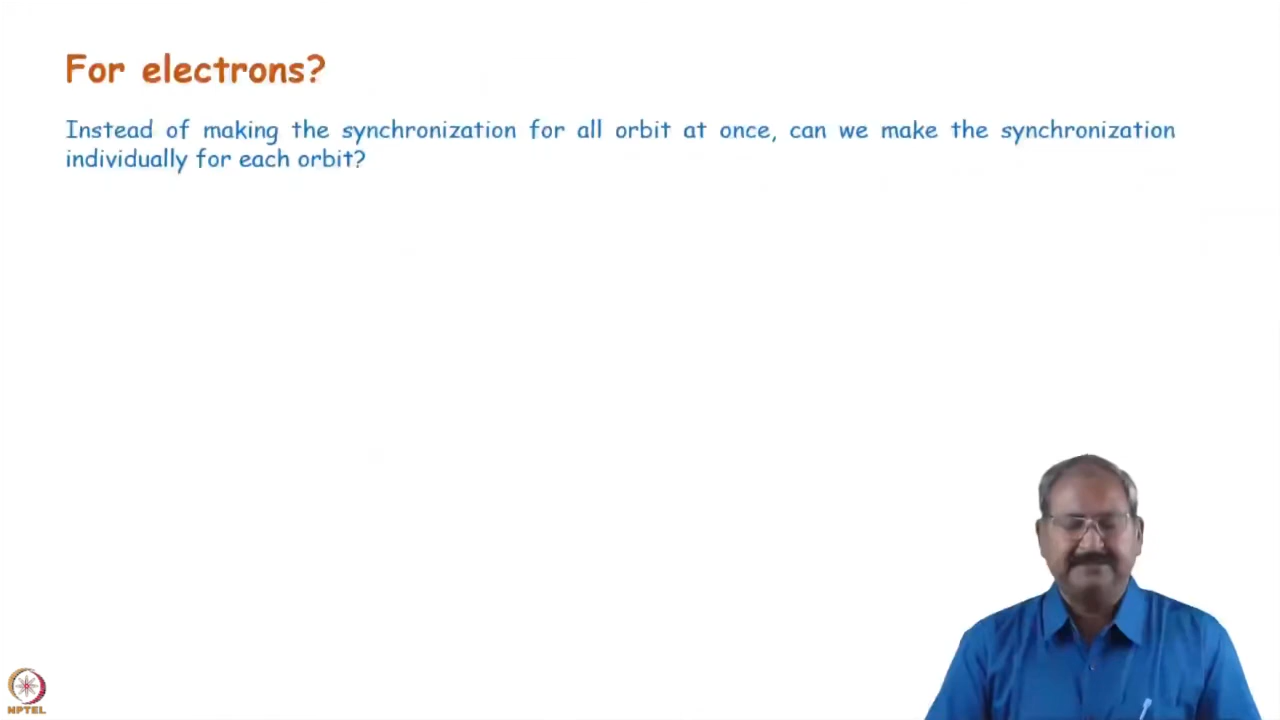 For electrons?
Instead of making the synchronization for all orbit at once, can we make the synchronization
individually for each orbit?
NPTEL